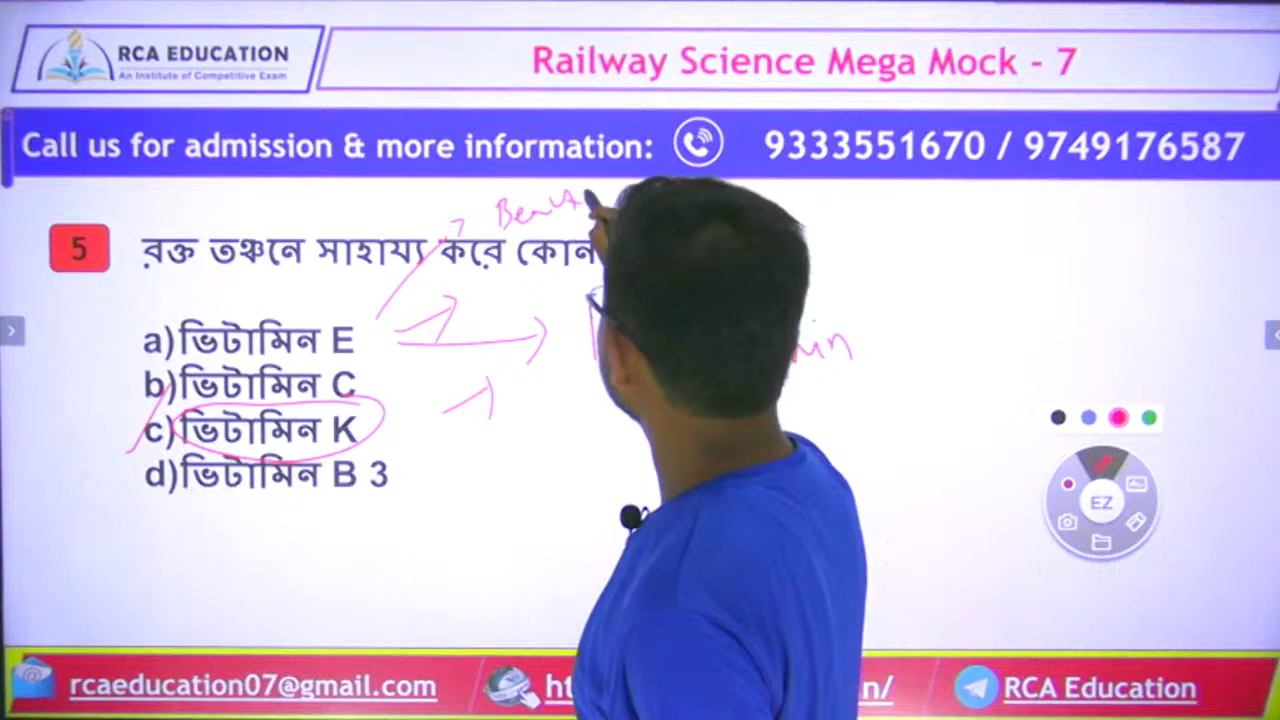 RCA EDUCATION
An Institute of Competitive Exam
Railway Science Mega Mock - 7
Call us for admission & more information: 9333551670 / 9749176587
5 রক্ত তঞ্চনে সাহায্য করে কোন
a)ভিটামিন E
b)ভিটামিন C
c)ভিটামিন K
d)ভিটামিন B 3
EZ
rcaeducation07@gmail.com
RCA Education